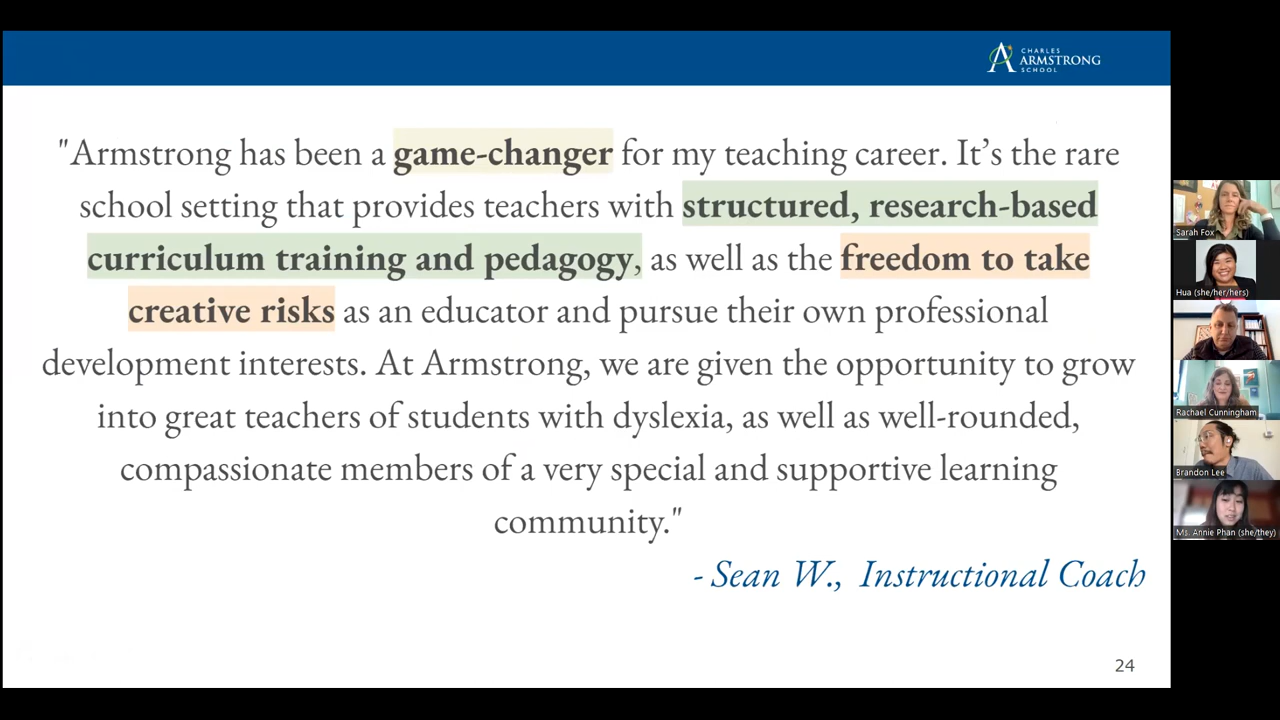 CHARLES
ARMSTRONG
SCHOOL
"Armstrong has been a game-changer for my teaching career. It’s the rare
school setting that provides teachers with structured, research-based
curriculum training and pedagogy, as well as the freedom to take
creative risks as an educator and pursue their own professional
development interests. At Armstrong, we are given the opportunity to grow
into great teachers of students with dyslexia, as well as well-rounded,
compassionate members of a very special and supportive learning
community."
- Sean W., Instructional Coach
24
Sarah Fox
Hua (she/her/hers)
Rachael Cunningham
Brandon Lee
Ms. Annie Phan (she/they)